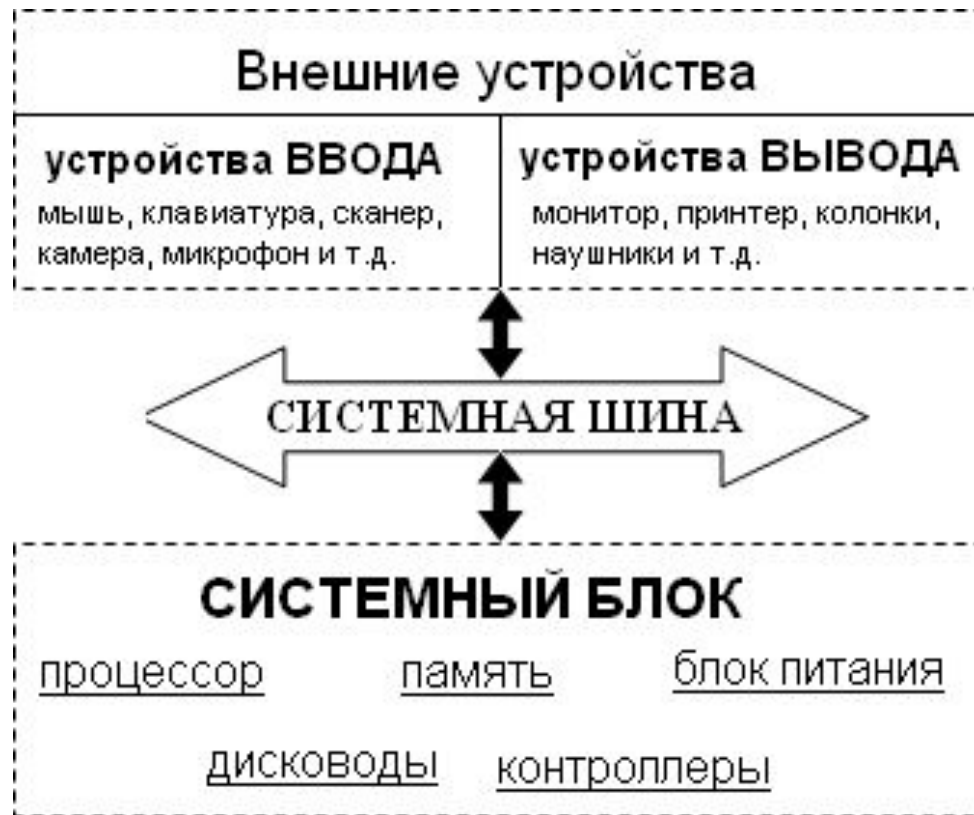 Внешние устройства
устройства ВВОДА
мышь, клавиатура, сканер,
камера, микрофон и т.д.
устройства ВЫВОДА
монитор, принтер, колонки,
наушники и т.д.
СИСТЕМНАЯ ШИНА
СИСТЕМНЫЙ БЛОК
процессор память блок питания
дисководы контроллеры